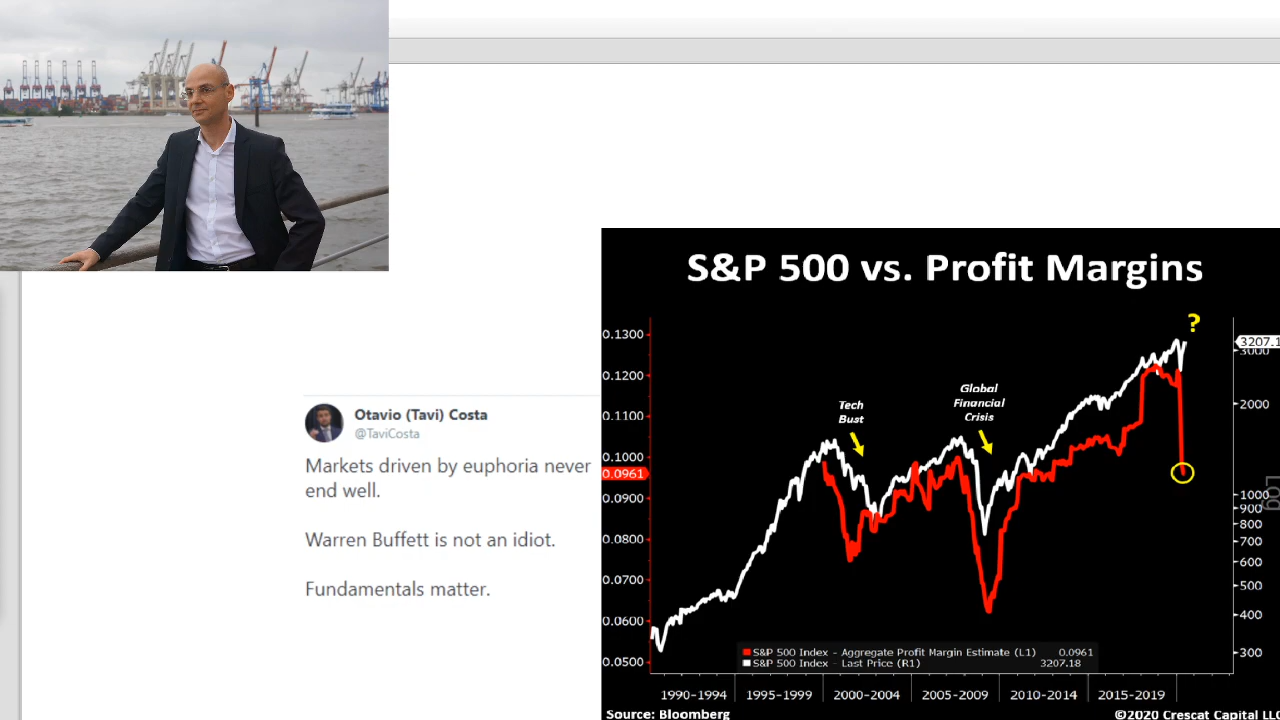 Otavio (Tavi) Costa
@TaviCosta
Markets driven by euphoria never
end well.
Warren Buffett is not an idiot.
Fundamentals matter.
S&P 500 vs. Profit Margins
?
0.1300
0.1200
0.1100
0.1000
0.0961
0.0900
0.0800
0.0700
0.0600
0.0500
Tech
Bust
Global
Financial
Crisis
3207.1
3000
2000
1000
900
800
700
600
500
400
300
Log
S&P 500 Index - Aggregate Profit Margin Estimate (L1) 0.0961
S&P 500 Index - Last Price (R1) 3207.18
1990-1994 1995-1999 2000-2004 2005-2009 2010-2014 2015-2019
Source: Bloomberg ©2020 Crescat Capital LLC